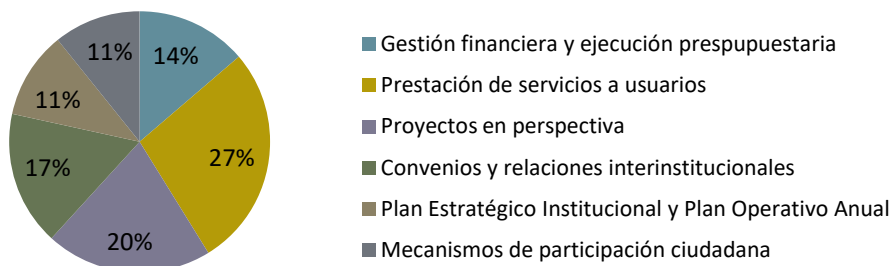 11%
14%
11%
27%
17%
20%
Gestión financiera y ejecución prespupuestaria
Prestación de servicios a usuarios
Proyectos en perspectiva
Convenios y relaciones interinstitucionales
Plan Estratégico Institucional y Plan Operativo Anual
Mecanismos de participación ciudadana